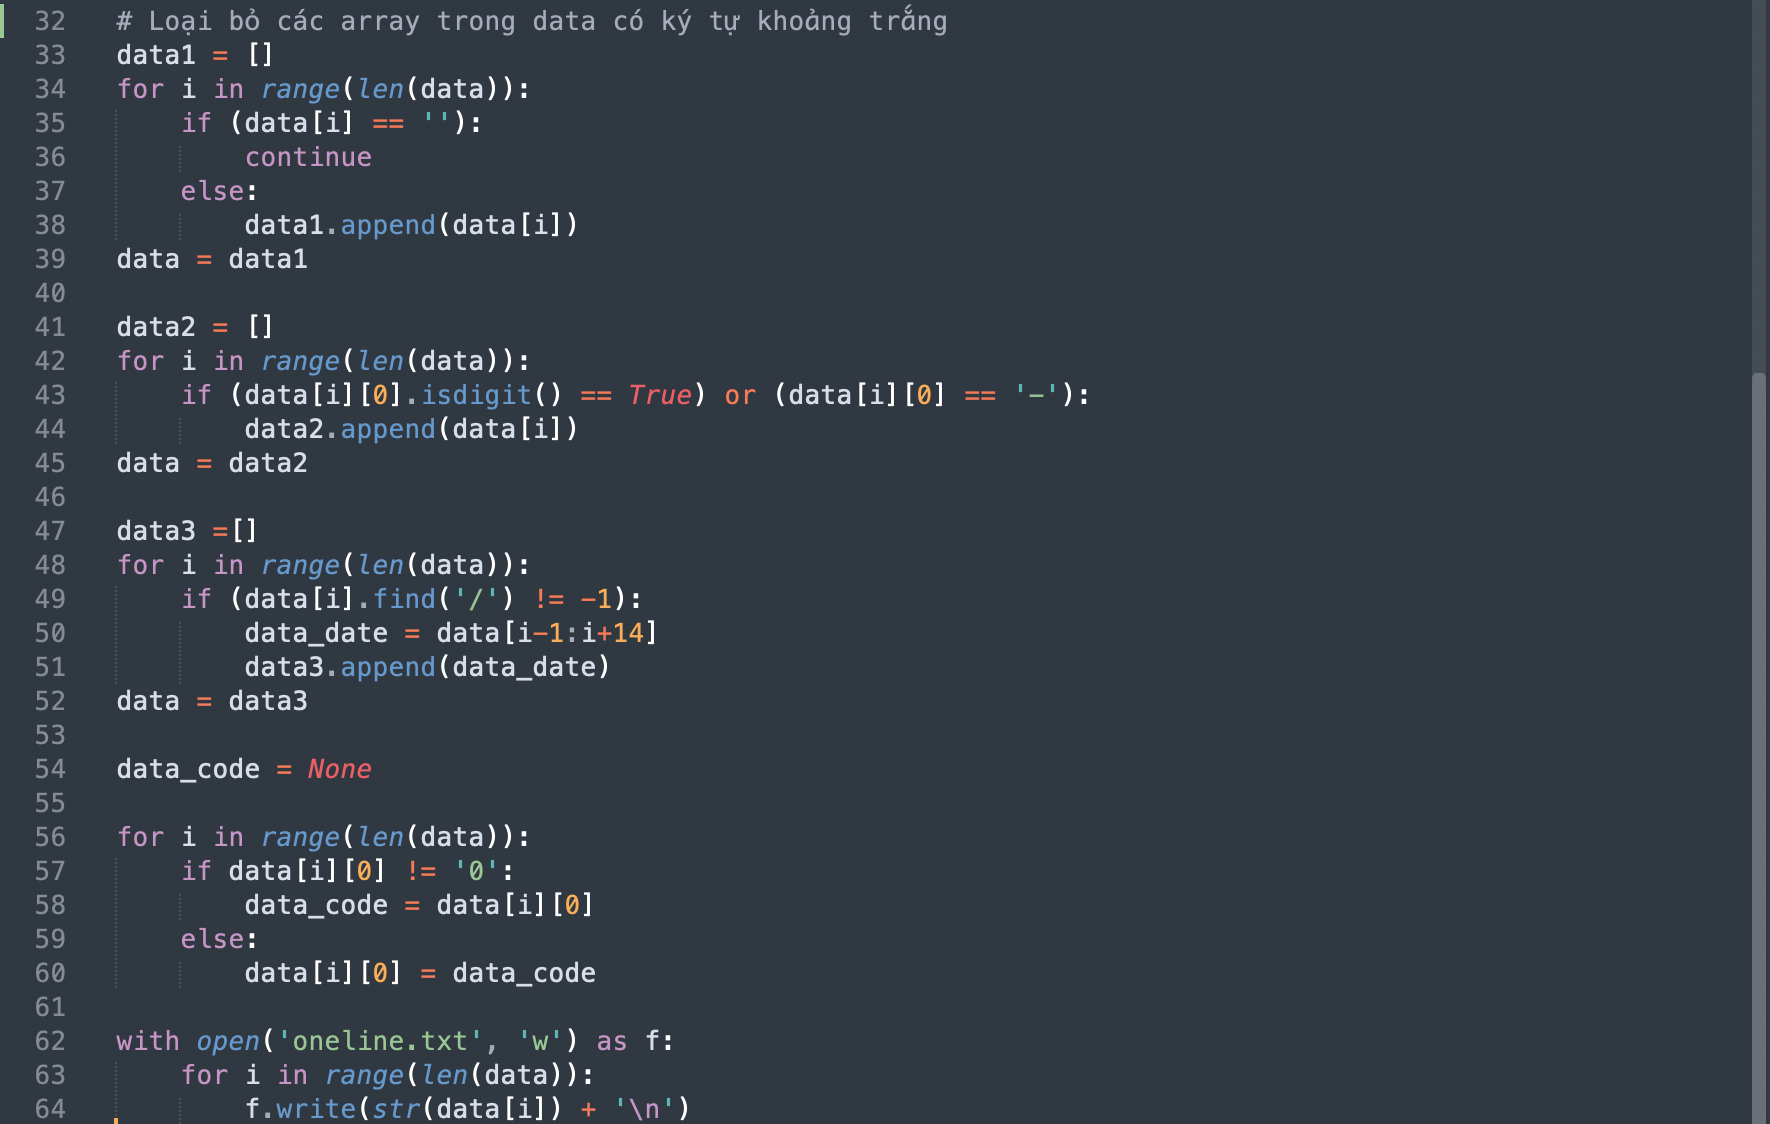 32 # Loại bỏ các array trong data có ký tự khoảng trắng
33 data1 = []
34 for i in range(len(data)):
35     if (data[i] == ''):
36         continue
37     else:
38         data1.append(data[i])
39 data = data1
40
41 data2 = []
42 for i in range(len(data)):
43     if (data[i][0].isdigit() == True) or (data[i][0] == '-'):
44         data2.append(data[i])
45 data = data2
46
47 data3 =[]
48 for i in range(len(data)):
49     if (data[i].find('/') != -1):
50         data_date = data[i-1:i+14]
51         data3.append(data_date)
52 data = data3
53
54 data_code = None
55
56 for i in range(len(data)):
57     if data[i][0] != '0':
58         data_code = data[i][0]
59     else:
60         data[i][0] = data_code
61
62 with open('oneline.txt', 'w') as f:
63     for i in range(len(data)):
64         f.write(str(data[i]) + '\n')